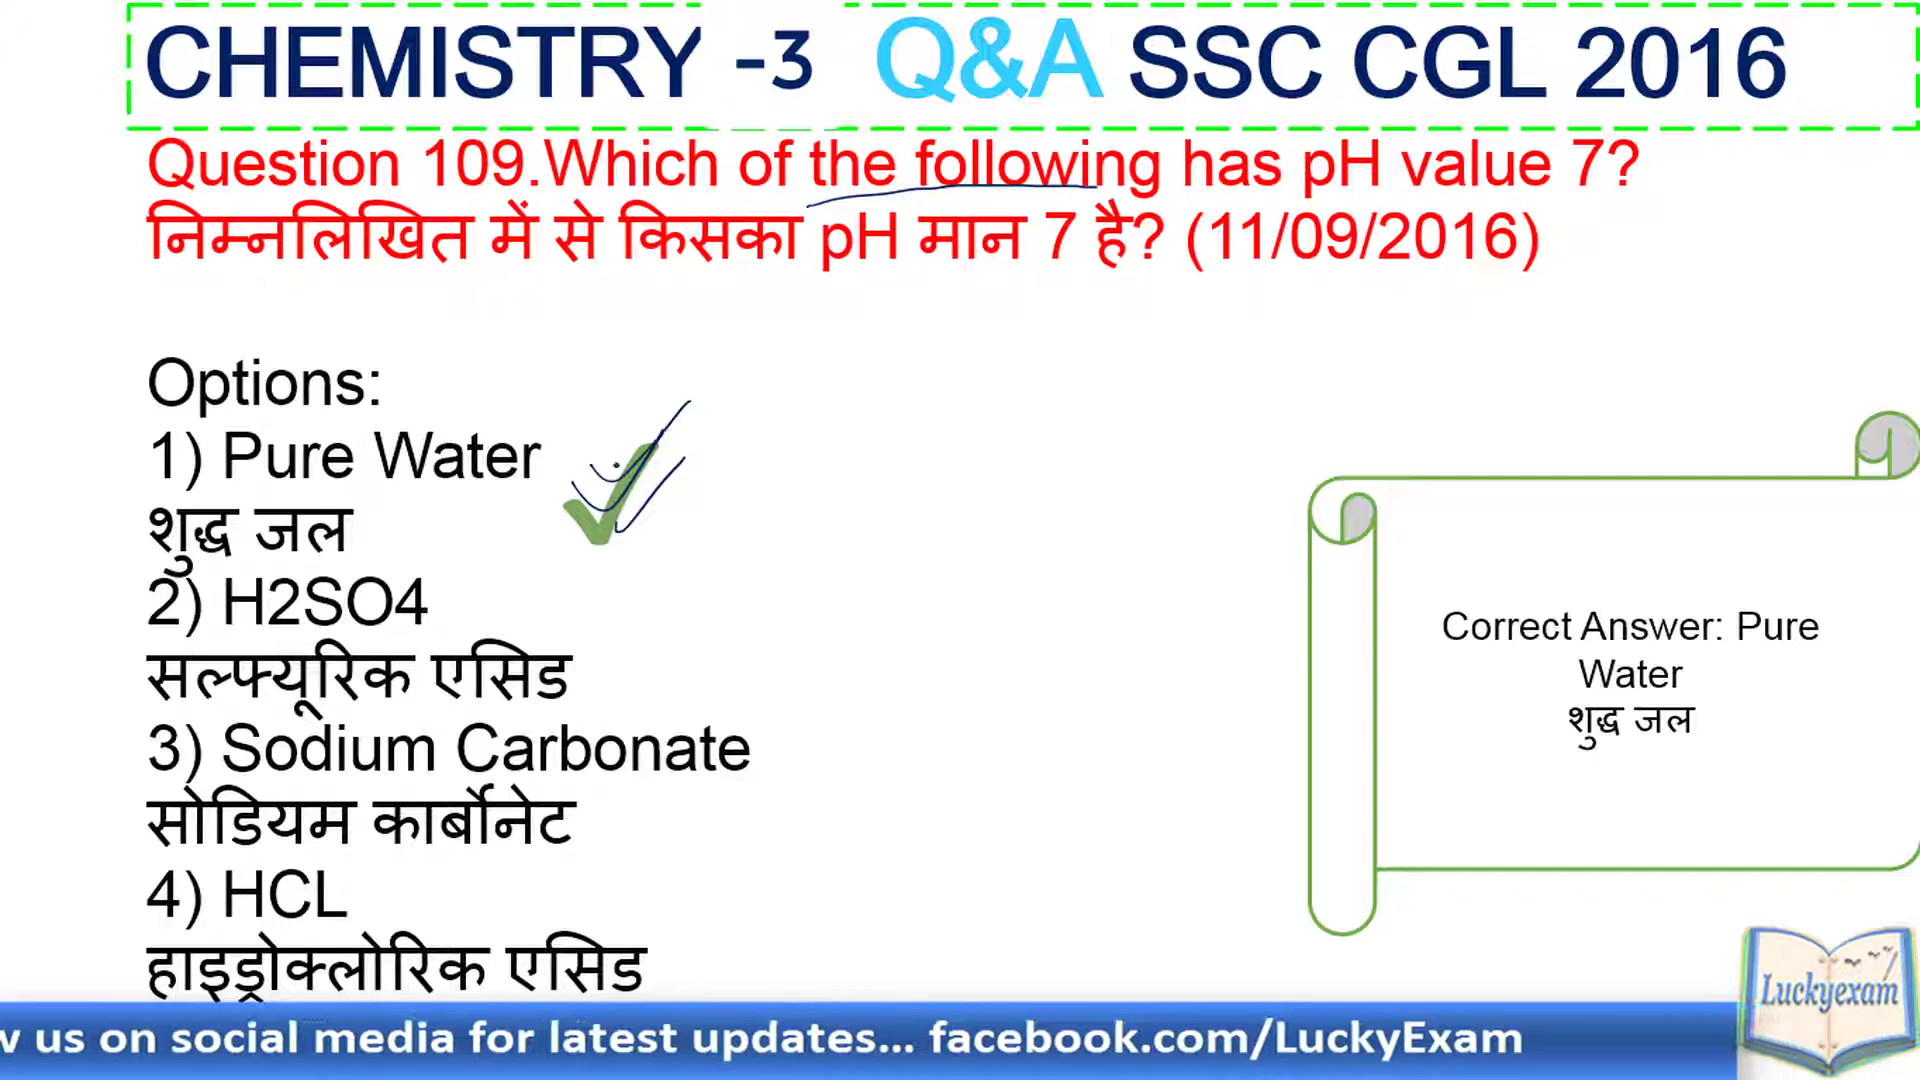 CHEMISTRY -3 Q&A SSC CGL 2016
Question 109.Which of the following has pH value 7?
निम्नलिखित में से किसका pH मान 7 है? (11/09/2016)
Options:
1) Pure Water
शुद्ध जल
2) H2SO4
सल्फ्यूरिक एसिड
3) Sodium Carbonate
सोडियम कार्बोनेट
4) HCL
हाइड्रोक्लोरिक एसिड
Correct Answer: Pure
Water
शुद्ध जल
Luckyexam
w us on social media for latest updates... facebook.com/LuckyExam